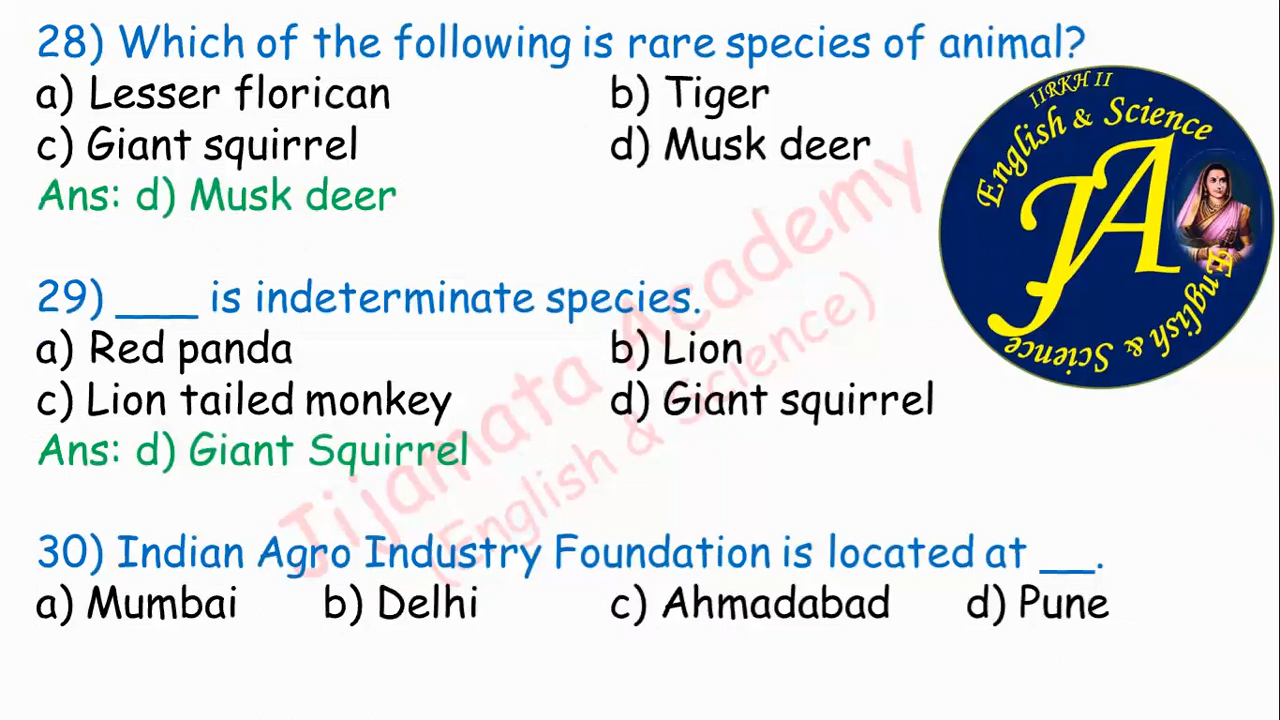 28) Which of the following is rare species of animal?
a) Lesser florican b) Tiger
c) Giant squirrel d) Musk deer
Ans: d) Musk deer
29) ___ is indeterminate species.
a) Red panda b) Lion
c) Lion tailed monkey d) Giant squirrel
Ans: d) Giant Squirrel
30) Indian Agro Industry Foundation is located at __.
a) Mumbai b) Delhi c) Ahmadabad d) Pune
Jijamata Academy
(English & Science)
IIRKH II
English & Science
JA
English & Science